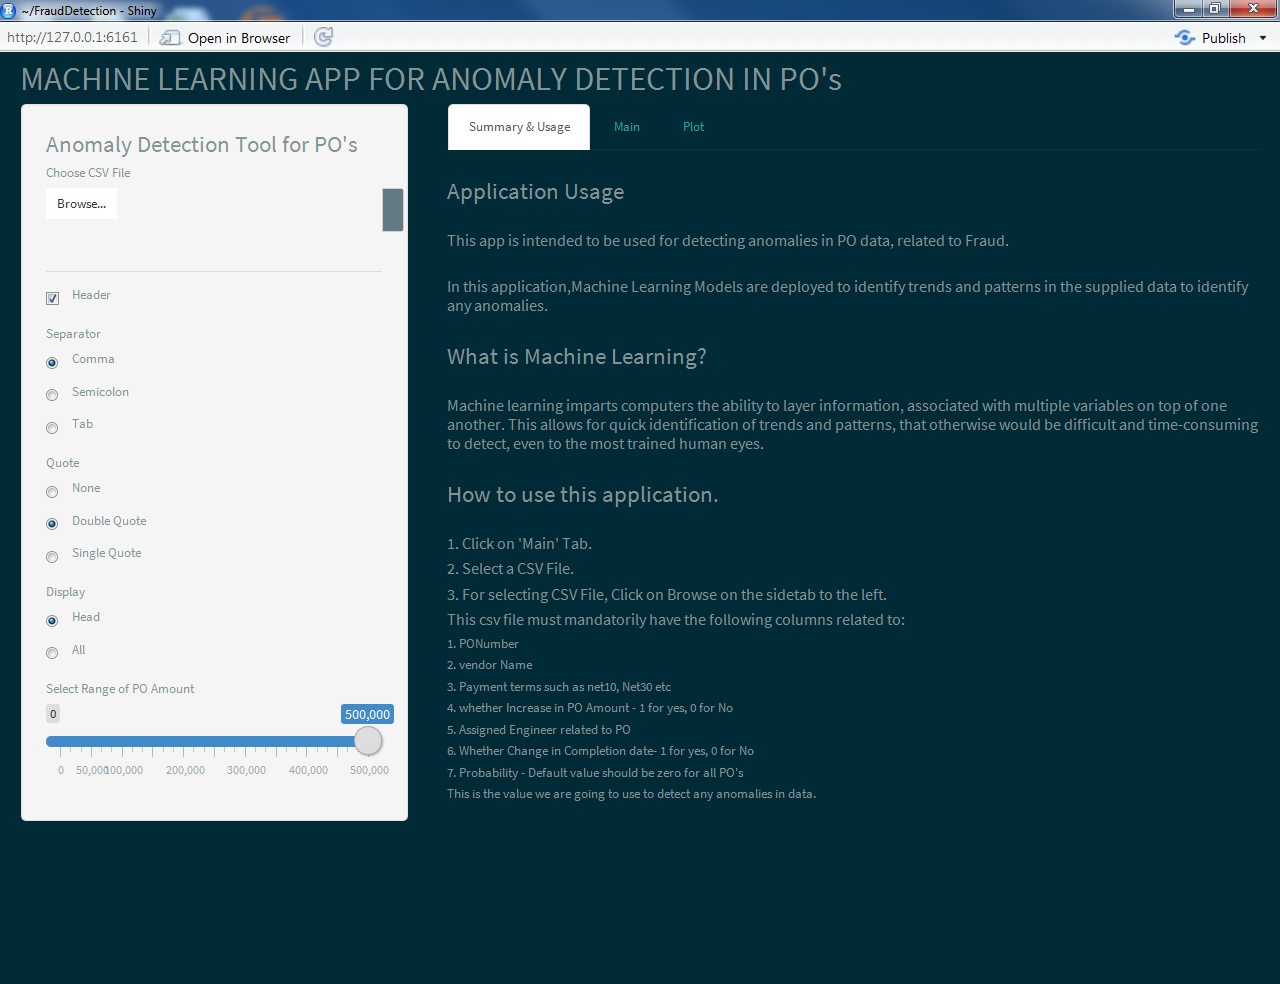 ~/FraudDetection - Shiny
http://127.0.0.1:6161
Open in Browser
Publish
MACHINE LEARNING APP FOR ANOMALY DETECTION IN PO's
Anomaly Detection Tool for PO's
Choose CSV File
Browse...
Header
Separator
Comma
Semicolon
Tab
Quote
None
Double Quote
Single Quote
Display
Head
All
Select Range of PO Amount
0
500,000
0 50,000 100,000 200,000 300,000 400,000 500,000
Summary & Usage
Main
Plot
Application Usage
This app is intended to be used for detecting anomalies in PO data, related to Fraud.
In this application,Machine Learning Models are deployed to identify trends and patterns in the supplied data to identify
any anomalies.
What is Machine Learning?
Machine learning imparts computers the ability to layer information, associated with multiple variables on top of one
another. This allows for quick identification of trends and patterns, that otherwise would be difficult and time-consuming
to detect, even to the most trained human eyes.
How to use this application.
1. Click on 'Main' Tab.
2. Select a CSV File.
3. For selecting CSV File, Click on Browse on the sidetab to the left.
This csv file must mandatorily have the following columns related to:
1. PONumber
2. vendor Name
3. Payment terms such as net10, Net30 etc
4. whether Increase in PO Amount - 1 for yes, 0 for No
5. Assigned Engineer related to PO
6. Whether Change in Completion date- 1 for yes, 0 for No
7. Probability - Default value should be zero for all PO's
This is the value we are going to use to detect any anomalies in data.